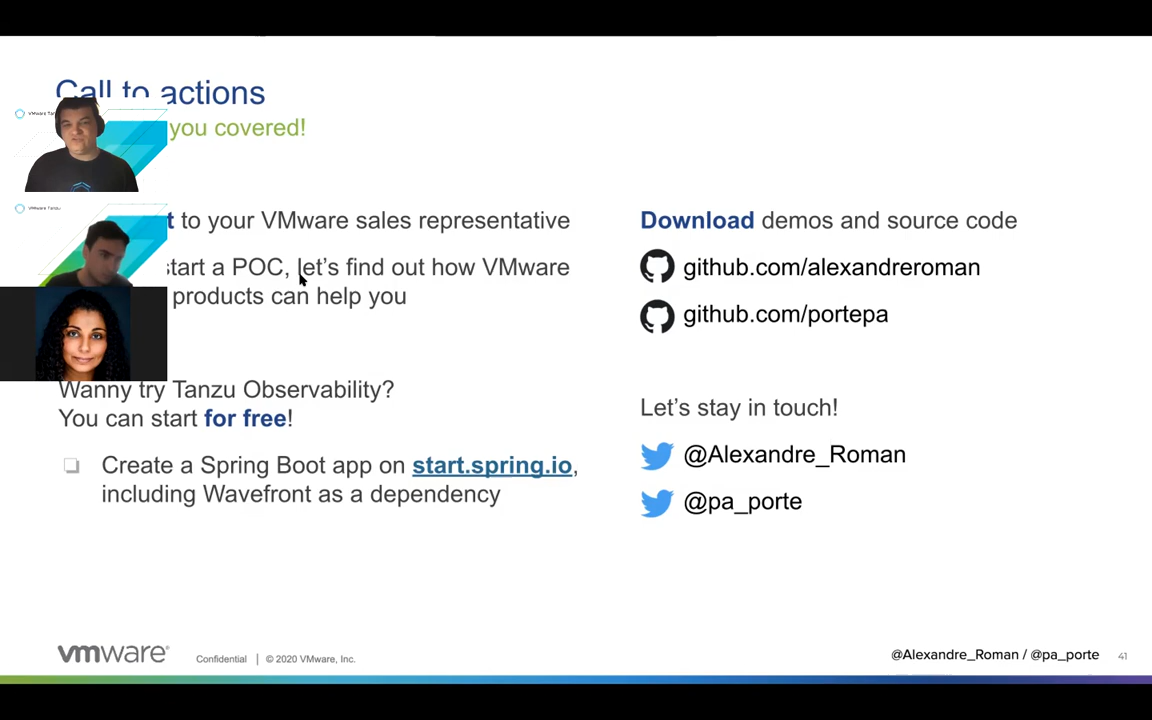 Call to actions
you covered!
to your VMware sales representative
start a POC, let's find out how VMware
products can help you
Wanny try Tanzu Observability?
You can start for free!
Create a Spring Boot app on start.spring.io,
including Wavefront as a dependency
Download demos and source code
github.com/alexandreroman
github.com/portepa
Let's stay in touch!
@Alexandre_Roman
@pa_porte
VMware Tanzu
vmware
Confidential | © 2020 VMware, Inc.
@Alexandre_Roman / @pa_porte
41